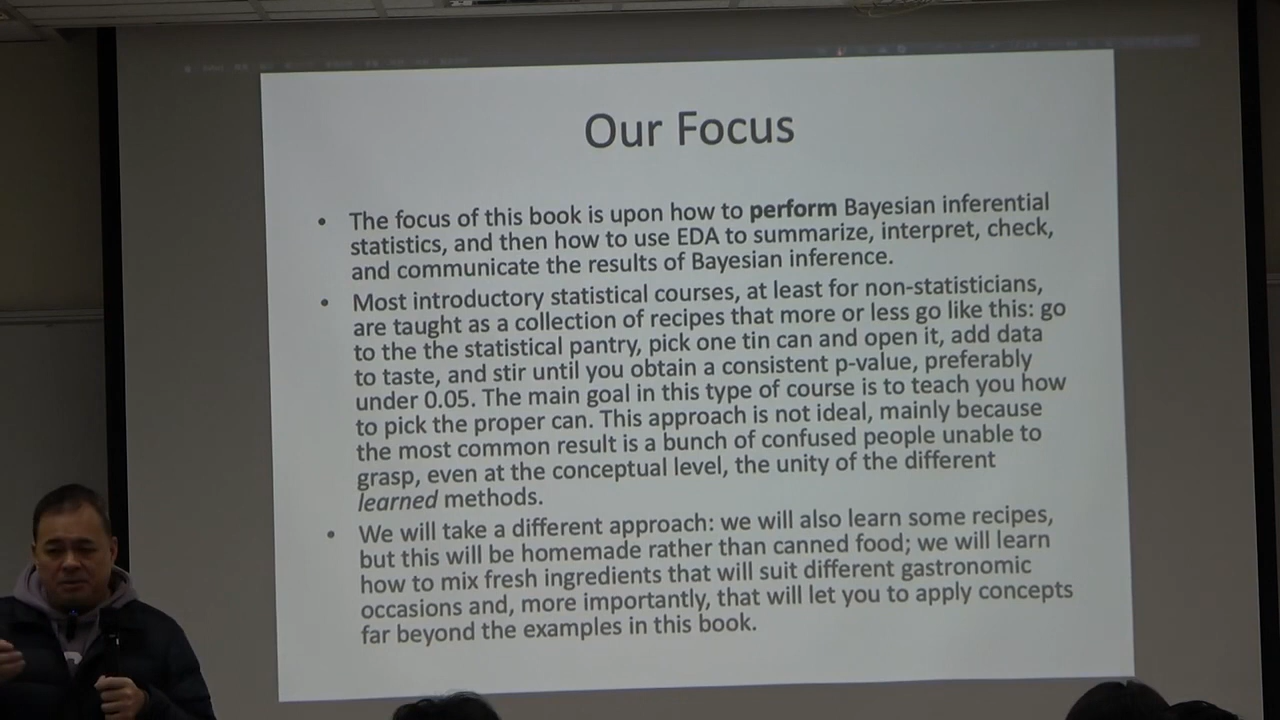 Our Focus
• The focus of this book is upon how to perform Bayesian inferential
statistics, and then how to use EDA to summarize, interpret, check,
and communicate the results of Bayesian inference.
• Most introductory statistical courses, at least for non-statisticians,
are taught as a collection of recipes that more or less go like this: go
to the the statistical pantry, pick one tin can and open it, add data
to taste, and stir until you obtain a consistent p-value, preferably
under 0.05. The main goal in this type of course is to teach you how
to pick the proper can. This approach is not ideal, mainly because
the most common result is a bunch of confused people unable to
grasp, even at the conceptual level, the unity of the different
learned methods.
• We will take a different approach: we will also learn some recipes,
but this will be homemade rather than canned food; we will learn
how to mix fresh ingredients that will suit different gastronomic
occasions and, more importantly, that will let you to apply concepts
far beyond the examples in this book.